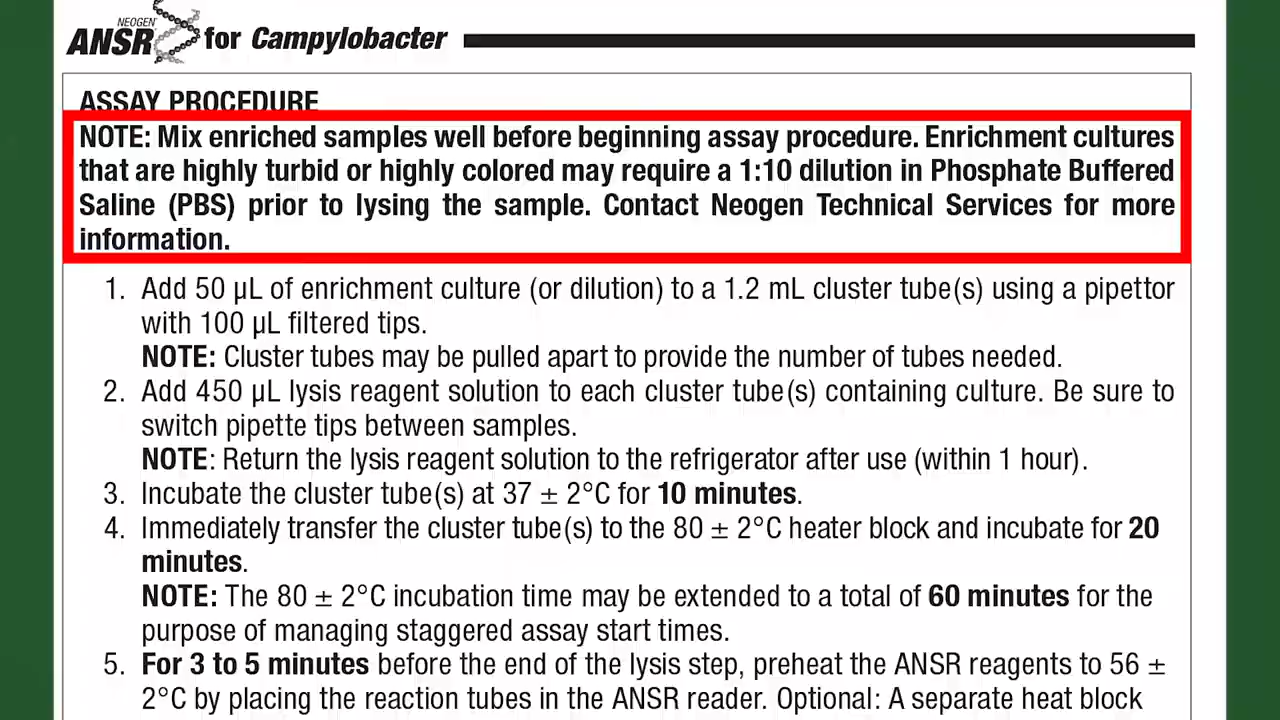 NEOGEN
ANSR for Campylobacter
ASSAY PROCEDURE
NOTE: Mix enriched samples well before beginning assay procedure. Enrichment cultures
that are highly turbid or highly colored may require a 1:10 dilution in Phosphate Buffered
Saline (PBS) prior to lysing the sample. Contact Neogen Technical Services for more
information.
1. Add 50 µL of enrichment culture (or dilution) to a 1.2 mL cluster tube(s) using a pipettor
with 100 µL filtered tips.
NOTE: Cluster tubes may be pulled apart to provide the number of tubes needed.
2. Add 450 µL lysis reagent solution to each cluster tube(s) containing culture. Be sure to
switch pipette tips between samples.
NOTE: Return the lysis reagent solution to the refrigerator after use (within 1 hour).
3. Incubate the cluster tube(s) at 37 ± 2°C for 10 minutes.
4. Immediately transfer the cluster tube(s) to the 80 ± 2°C heater block and incubate for 20
minutes.
NOTE: The 80 ± 2°C incubation time may be extended to a total of 60 minutes for the
purpose of managing staggered assay start times.
5. For 3 to 5 minutes before the end of the lysis step, preheat the ANSR reagents to 56 ±
2°C by placing the reaction tubes in the ANSR reader. Optional: A separate heat block